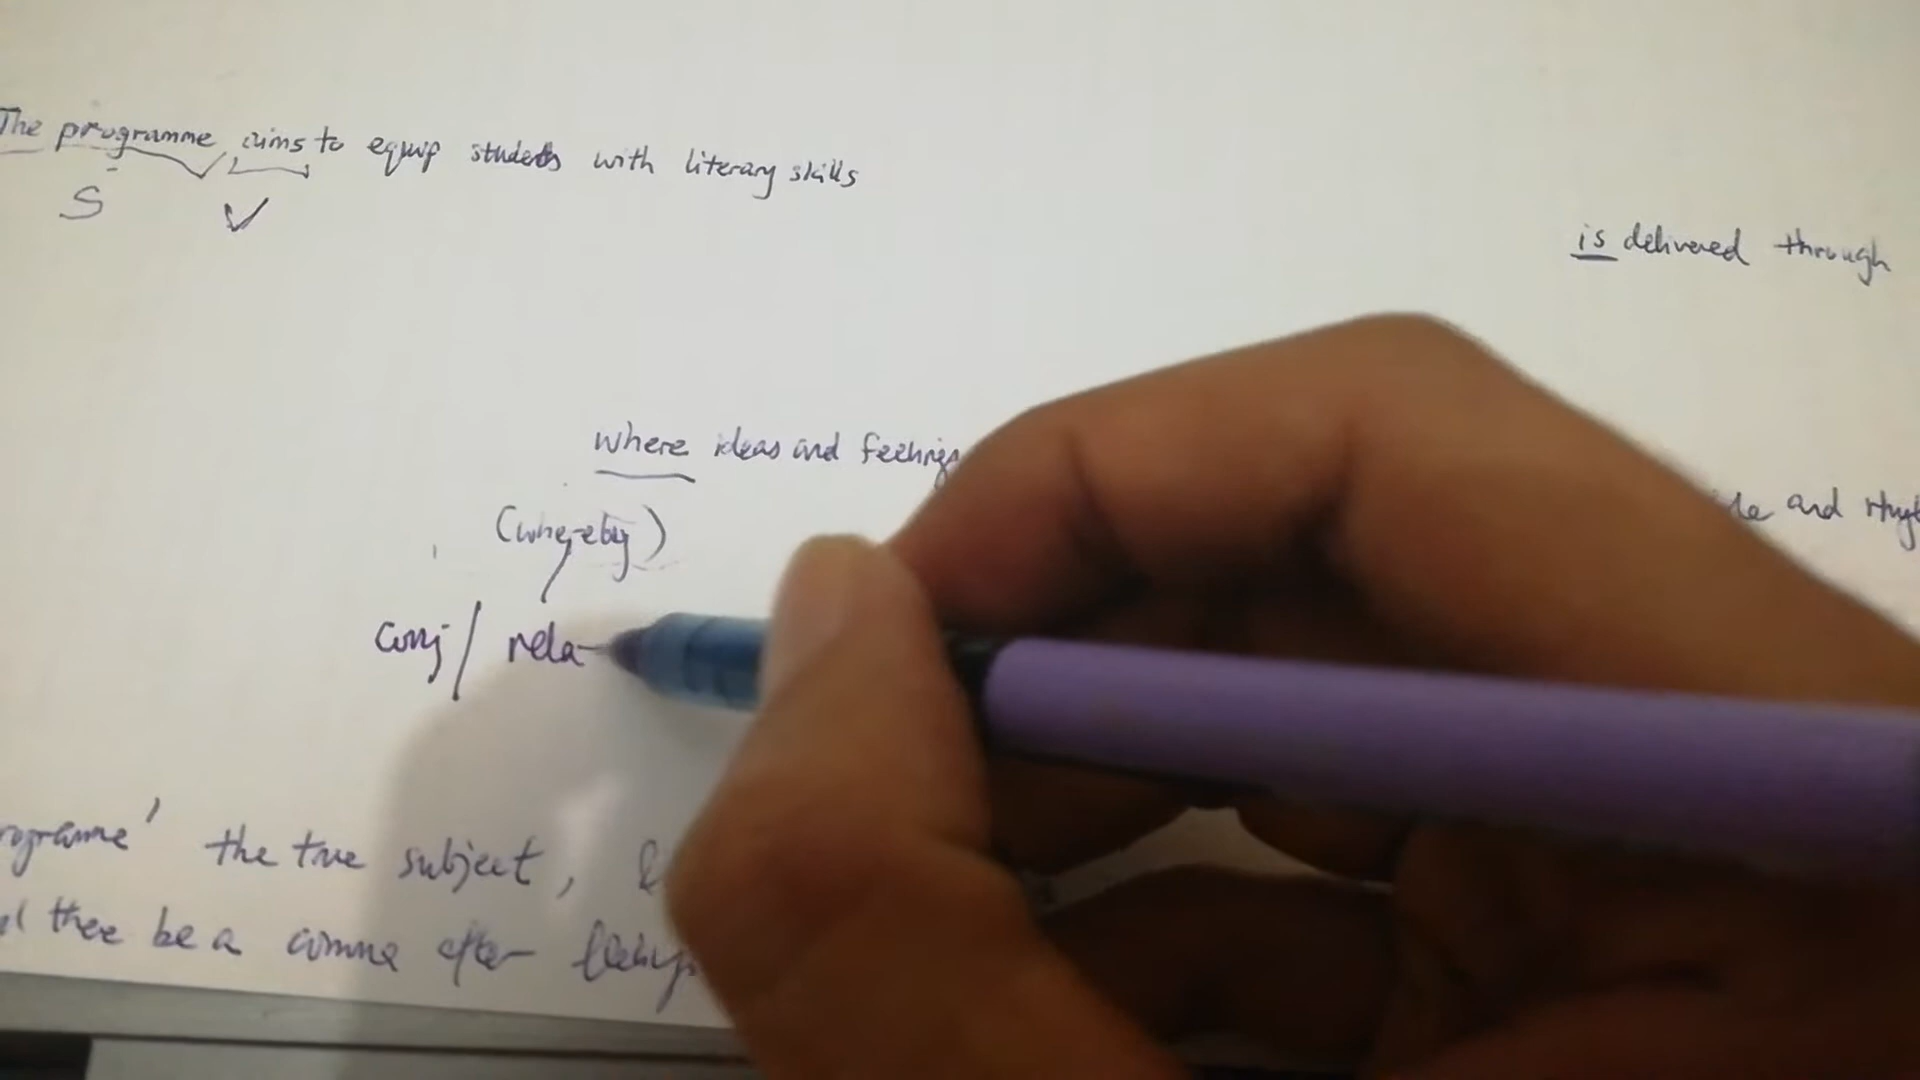 The programme aims to equip students with literary skills
S V
is delivered through
where ideas and feelings
and
(whereby)
conj/ rela
the true subject,
there be a comma after